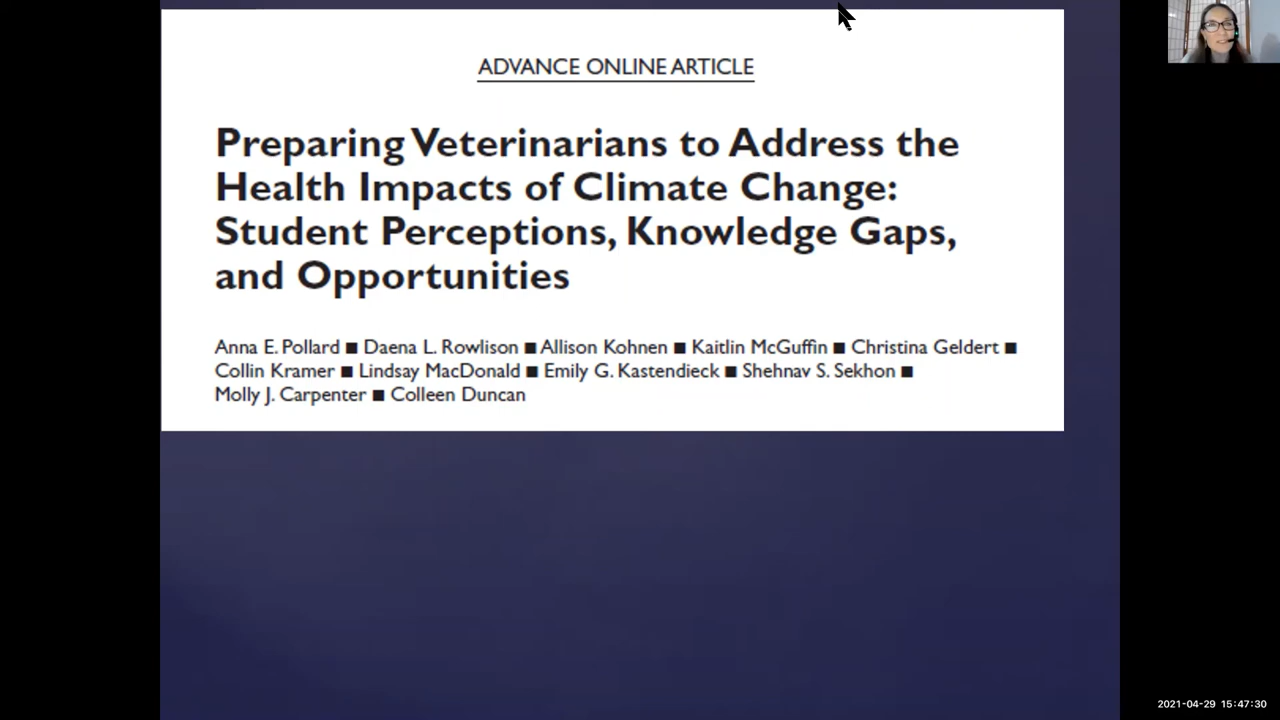 ADVANCE ONLINE ARTICLE
Preparing Veterinarians to Address the
Health Impacts of Climate Change:
Student Perceptions, Knowledge Gaps,
and Opportunities
Anna E. Pollard ■ Daena L. Rowlison ■ Allison Kohnen ■ Kaitlin McGuffin ■ Christina Geldert ■
Collin Kramer ■ Lindsay MacDonald ■ Emily G. Kastendieck ■ Shehnav S. Sekhon ■
Molly J. Carpenter ■ Colleen Duncan
2021-04-29 15:47:30